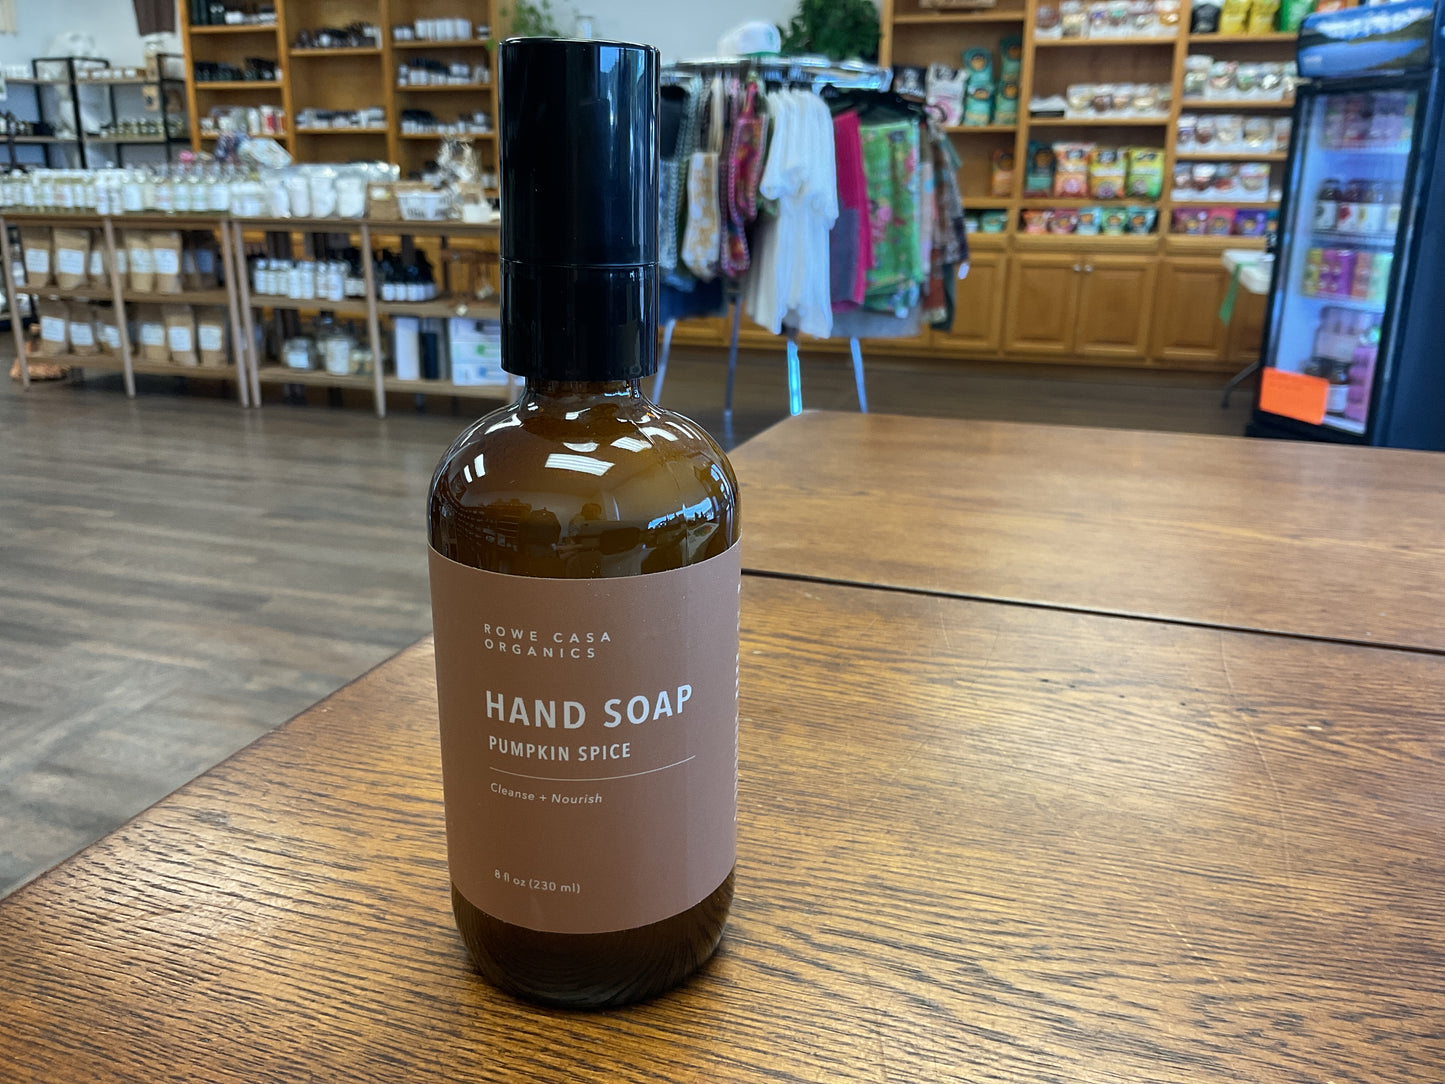 ROWE CASA
ORGANICS
HAND SOAP
PUMPKIN SPICE
Cleanse + Nourish
8 fl oz (230 ml)